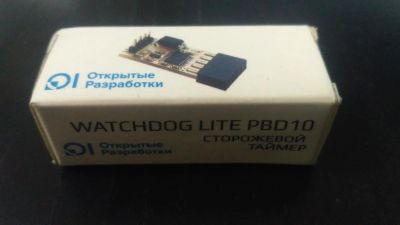 Открытые
Разработки
WATCHDOG LITE PBD10
СТОРОЖЕВОЙ
ТАЙМЕР
Открытые
Разработки